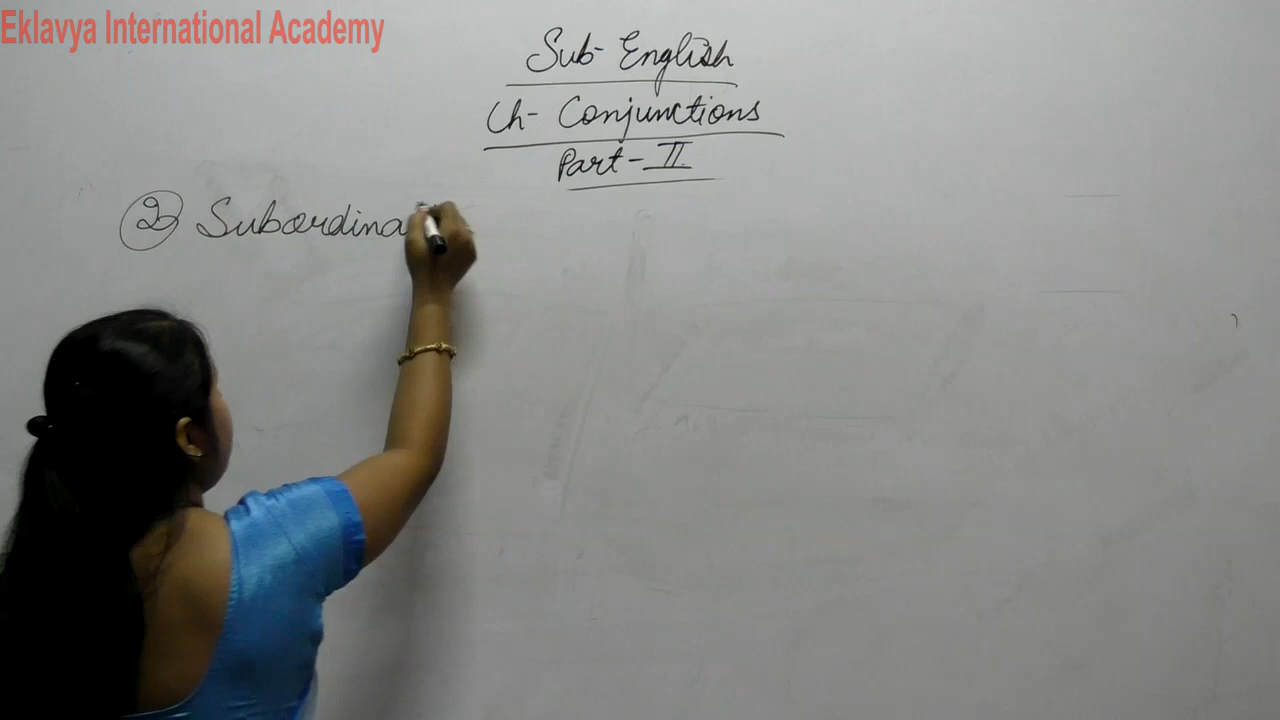 Eklavya International Academy
Sub- English
Ch- Conjunctions
Part - II
2 Subordina